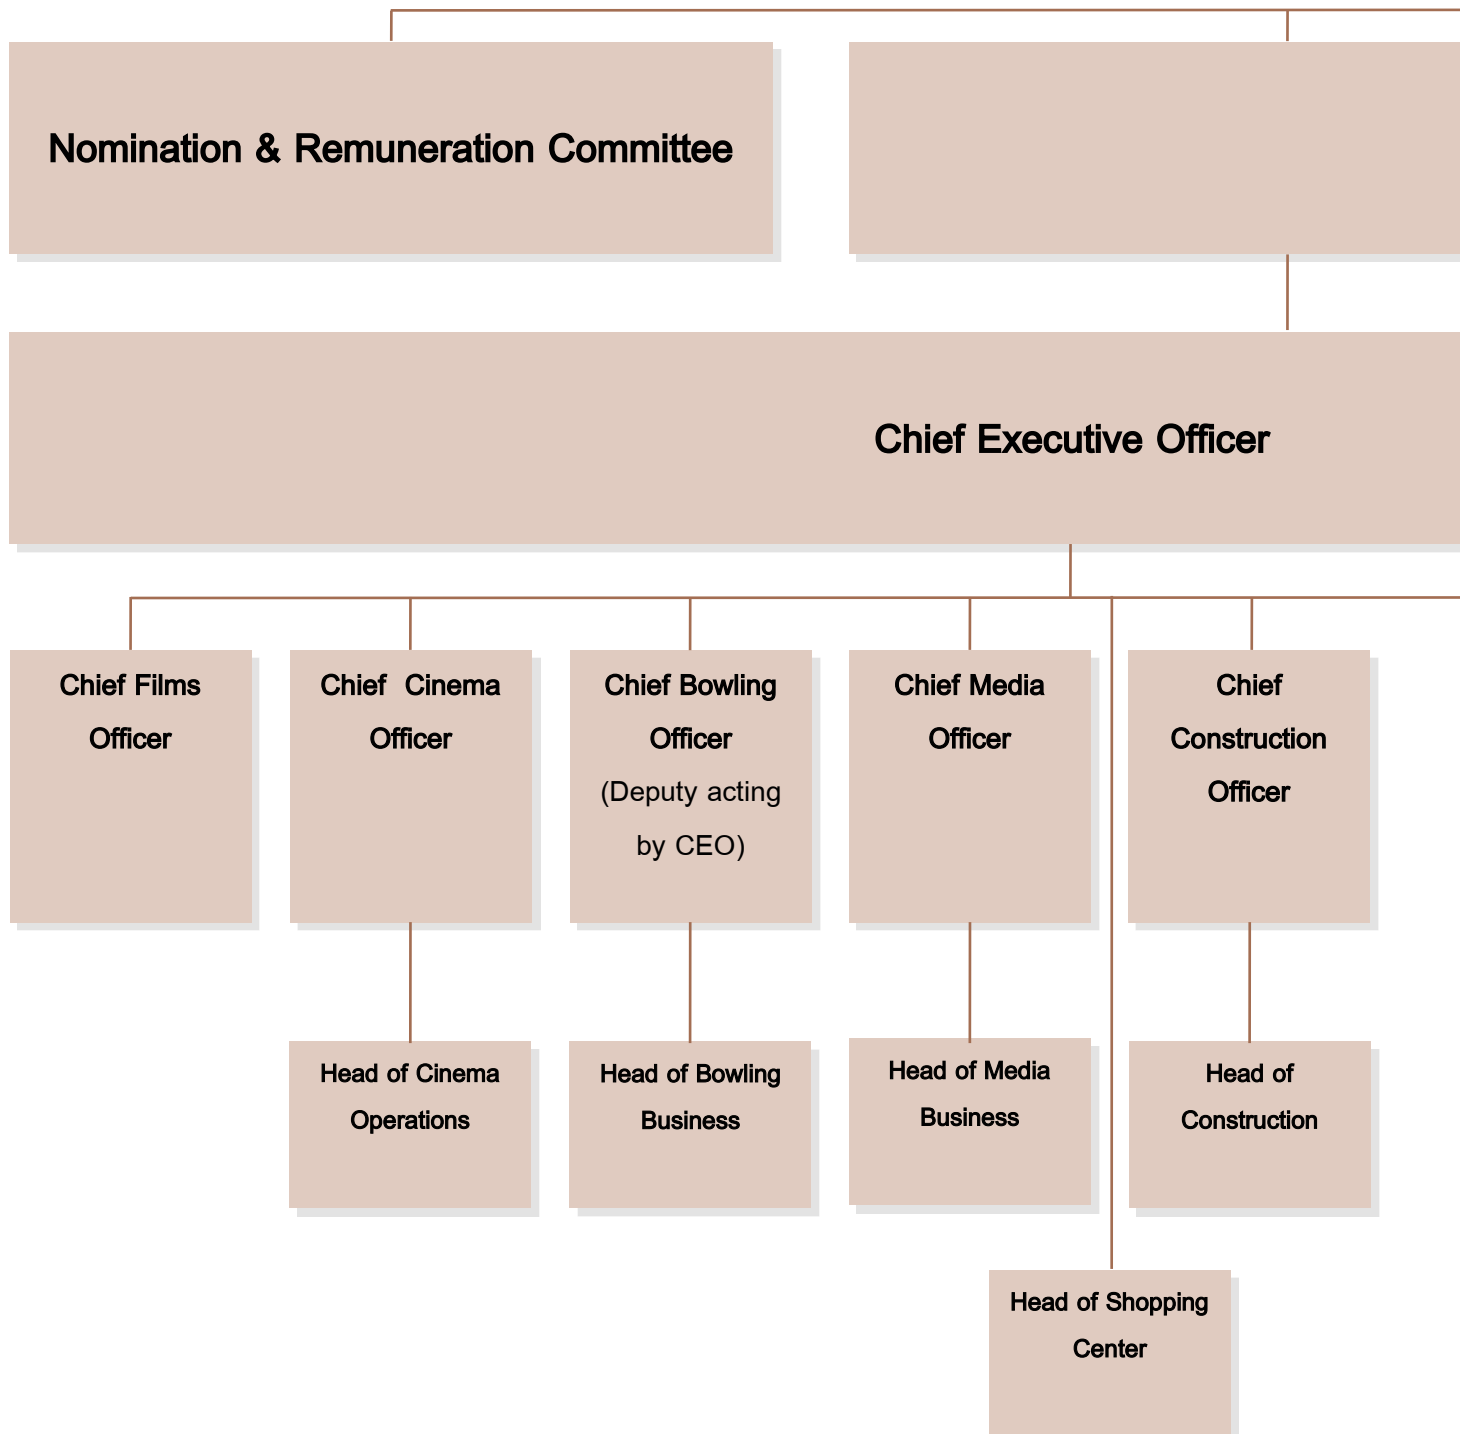 Nomination & Remuneration Committee
Chief Executive Officer
Chief Films
Officer
Chief Cinema
Officer
Chief Bowling
Officer
(Deputy acting
by CEO)
Chief Media
Officer
Chief
Construction
Officer
Head of Cinema
Operations
Head of Bowling
Business
Head of Media
Business
Head of
Construction
Head of Shopping
Center